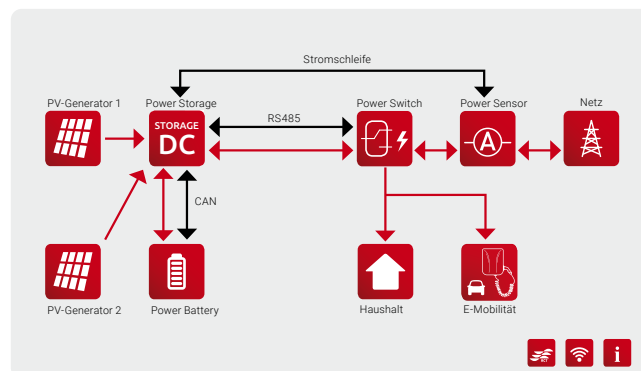 Stromschleife
PV-Generator 1
Power Storage
Power Switch
Power Sensor
Netz
STORAGE
DC
RS485
A
CAN
PV-Generator 2
Power Battery
Haushalt
E-Mobilität
i